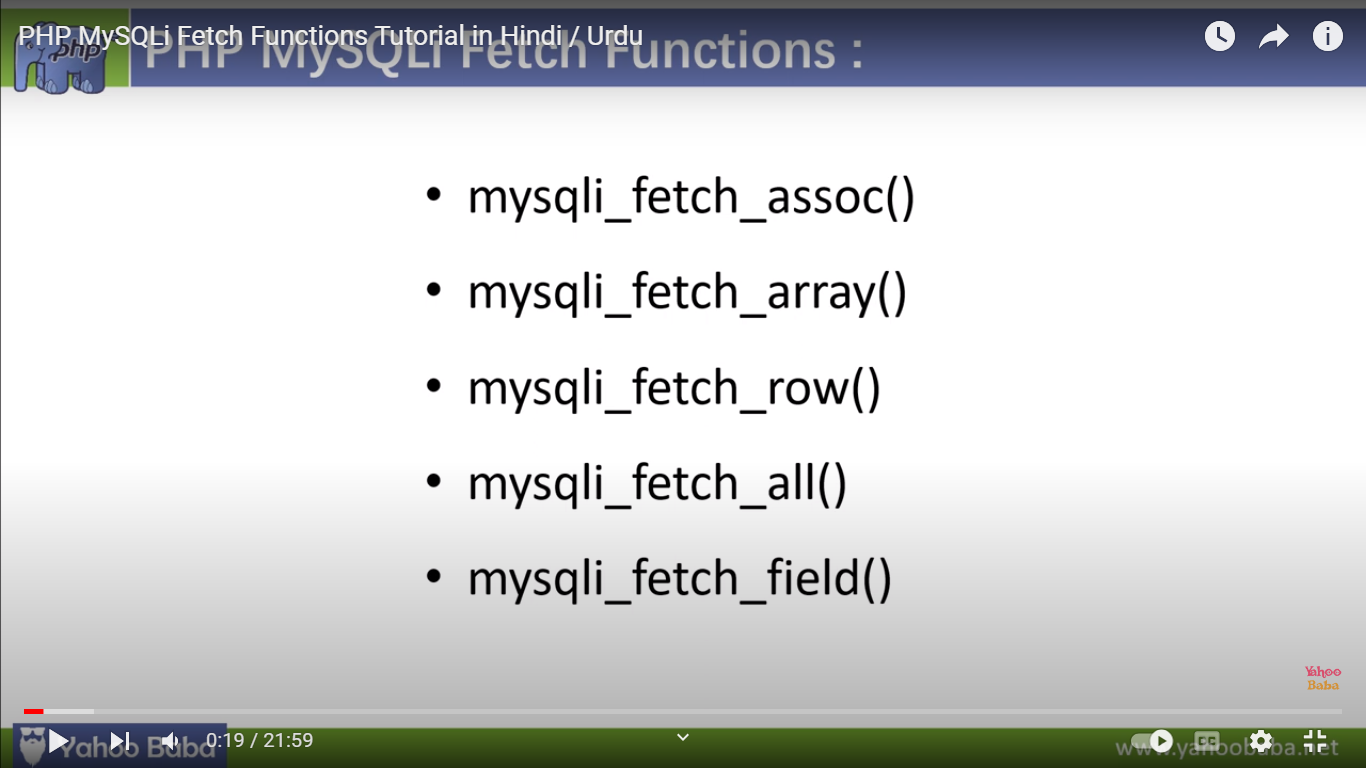 PHP MySQLi Fetch Functions Tutorial in Hindi / Urdu
php
PHP MySQLi Fetch Functions :
• mysqli_fetch_assoc()
• mysqli_fetch_array()
• mysqli_fetch_row()
• mysqli_fetch_all()
• mysqli_fetch_field()
Yahoo
Baba
Yahoo Baba
0:19 / 21:59
CC
www.yahoobaba.net